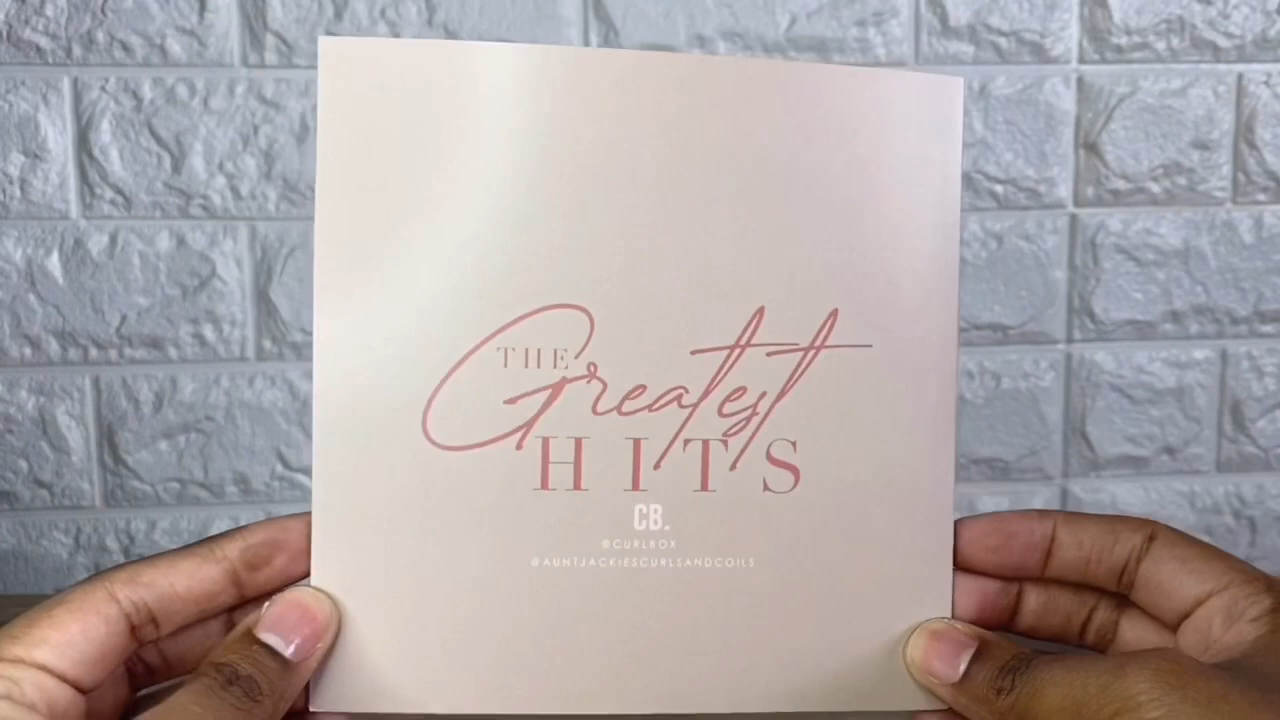 THE
Greatest
HITS
CB.
@CURLBOX
@AUNTJACKIESCURLSANDCOILS